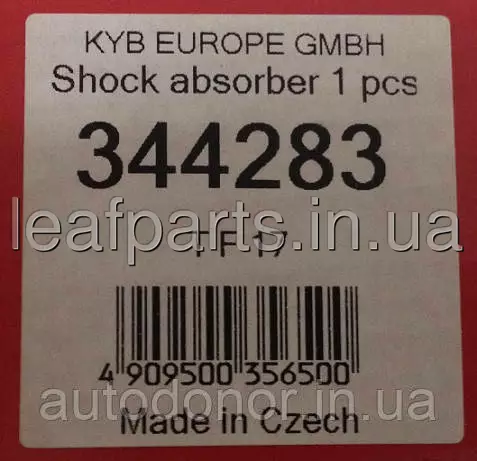 KYB EUROPE GMBH
Shock absorber 1 pcs
344283
leafparts.in.ua
TF17
4 909500 356500
autodonor.in.ua
Made in Czech